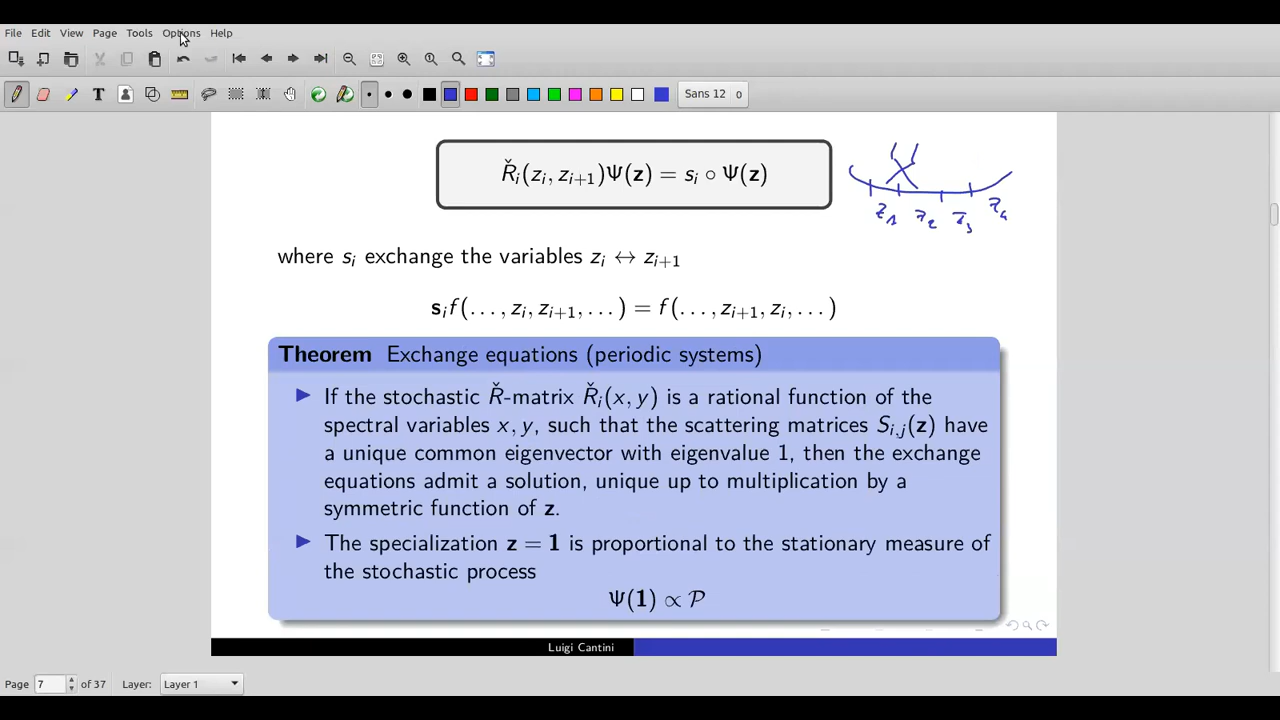 File Edit View Page Tools Options Help
Sans 12 0
Ři(zi, zi+1)Ψ(z) = si ∘ Ψ(z)
z1 z2 z3 z4
where si exchange the variables zi ↔ zi+1
sif(…, zi, zi+1, …) = f(…, zi+1, zi, …)
Theorem Exchange equations (periodic systems)
If the stochastic Ř-matrix Ři(x, y) is a rational function of the
spectral variables x, y, such that the scattering matrices Si,j(z) have
a unique common eigenvector with eigenvalue 1, then the exchange
equations admit a solution, unique up to multiplication by a
symmetric function of z.
The specialization z = 1 is proportional to the stationary measure of
the stochastic process
Ψ(1) ∝ P
Luigi Cantini
Page 7 of 37 Layer: Layer 1